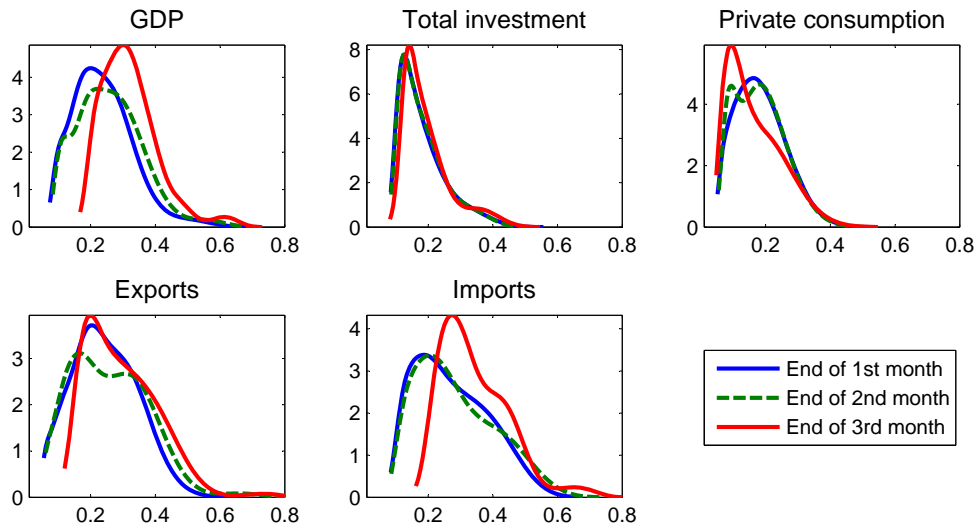 GDP
4
3
2
1
0
0.2 0.4 0.6 0.8
Total investment
8
6
4
2
0
0.2 0.4 0.6 0.8
Private consumption
4
2
0
0.2 0.4 0.6 0.8
Exports
3
2
1
0
0.2 0.4 0.6 0.8
Imports
4
3
2
1
0
0.2 0.4 0.6 0.8
End of 1st month
End of 2nd month
End of 3rd month